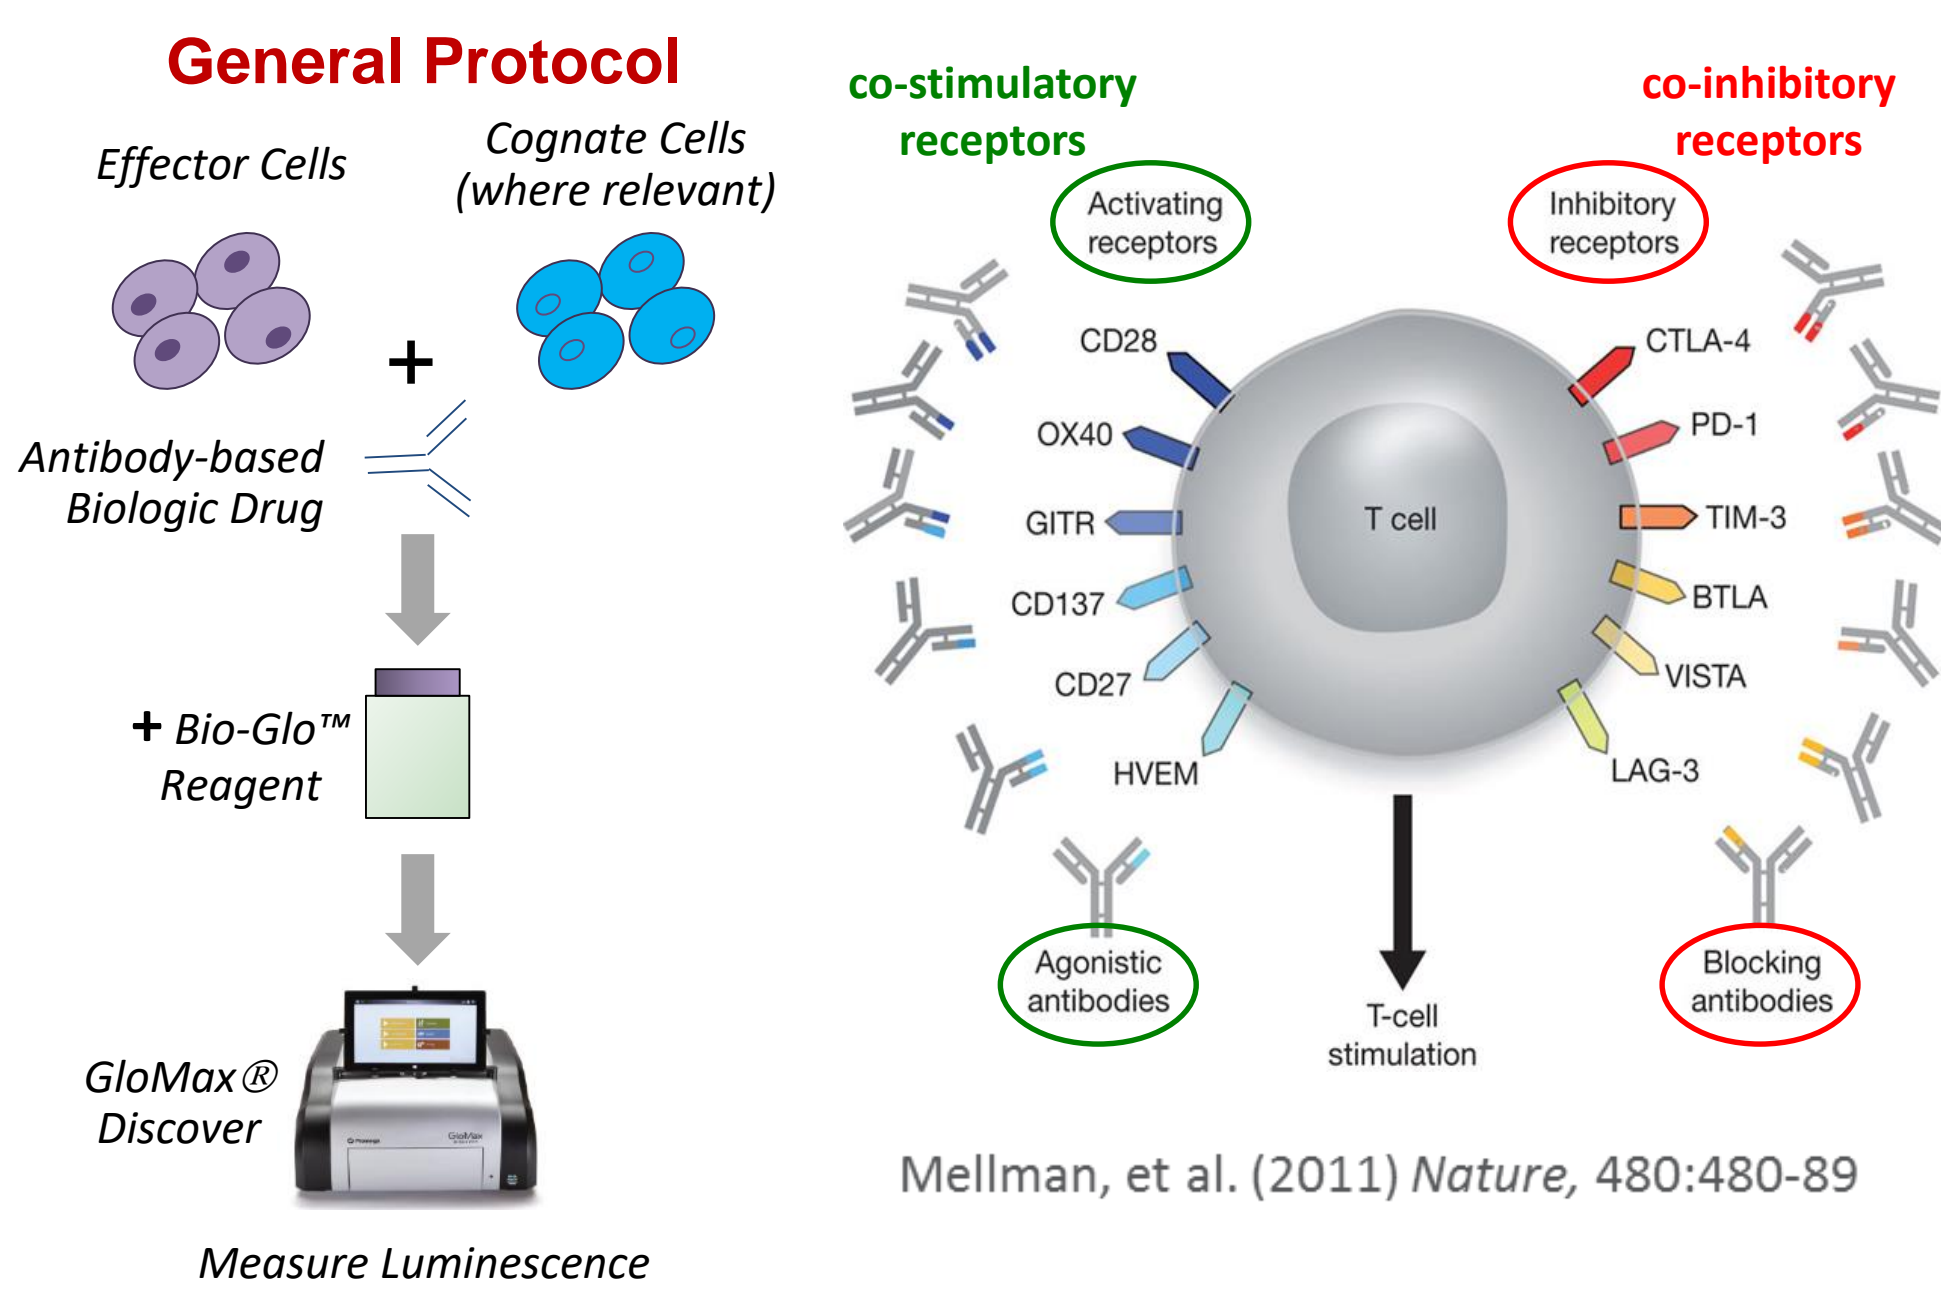 General Protocol
Effector Cells
Cognate Cells
(where relevant)
+
Antibody-based
Biologic Drug
+ Bio-Glo™
Reagent
GloMax®
Discover
Promega
GloMax
Measure Luminescence
co-stimulatory
receptors
co-inhibitory
receptors
Activating
receptors
Inhibitory
receptors
CD28
OX40
GITR
CD137
CD27
HVEM
T cell
CTLA-4
PD-1
TIM-3
BTLA
VISTA
LAG-3
Agonistic
antibodies
T-cell
stimulation
Blocking
antibodies
Mellman, et al. (2011) Nature, 480:480-89